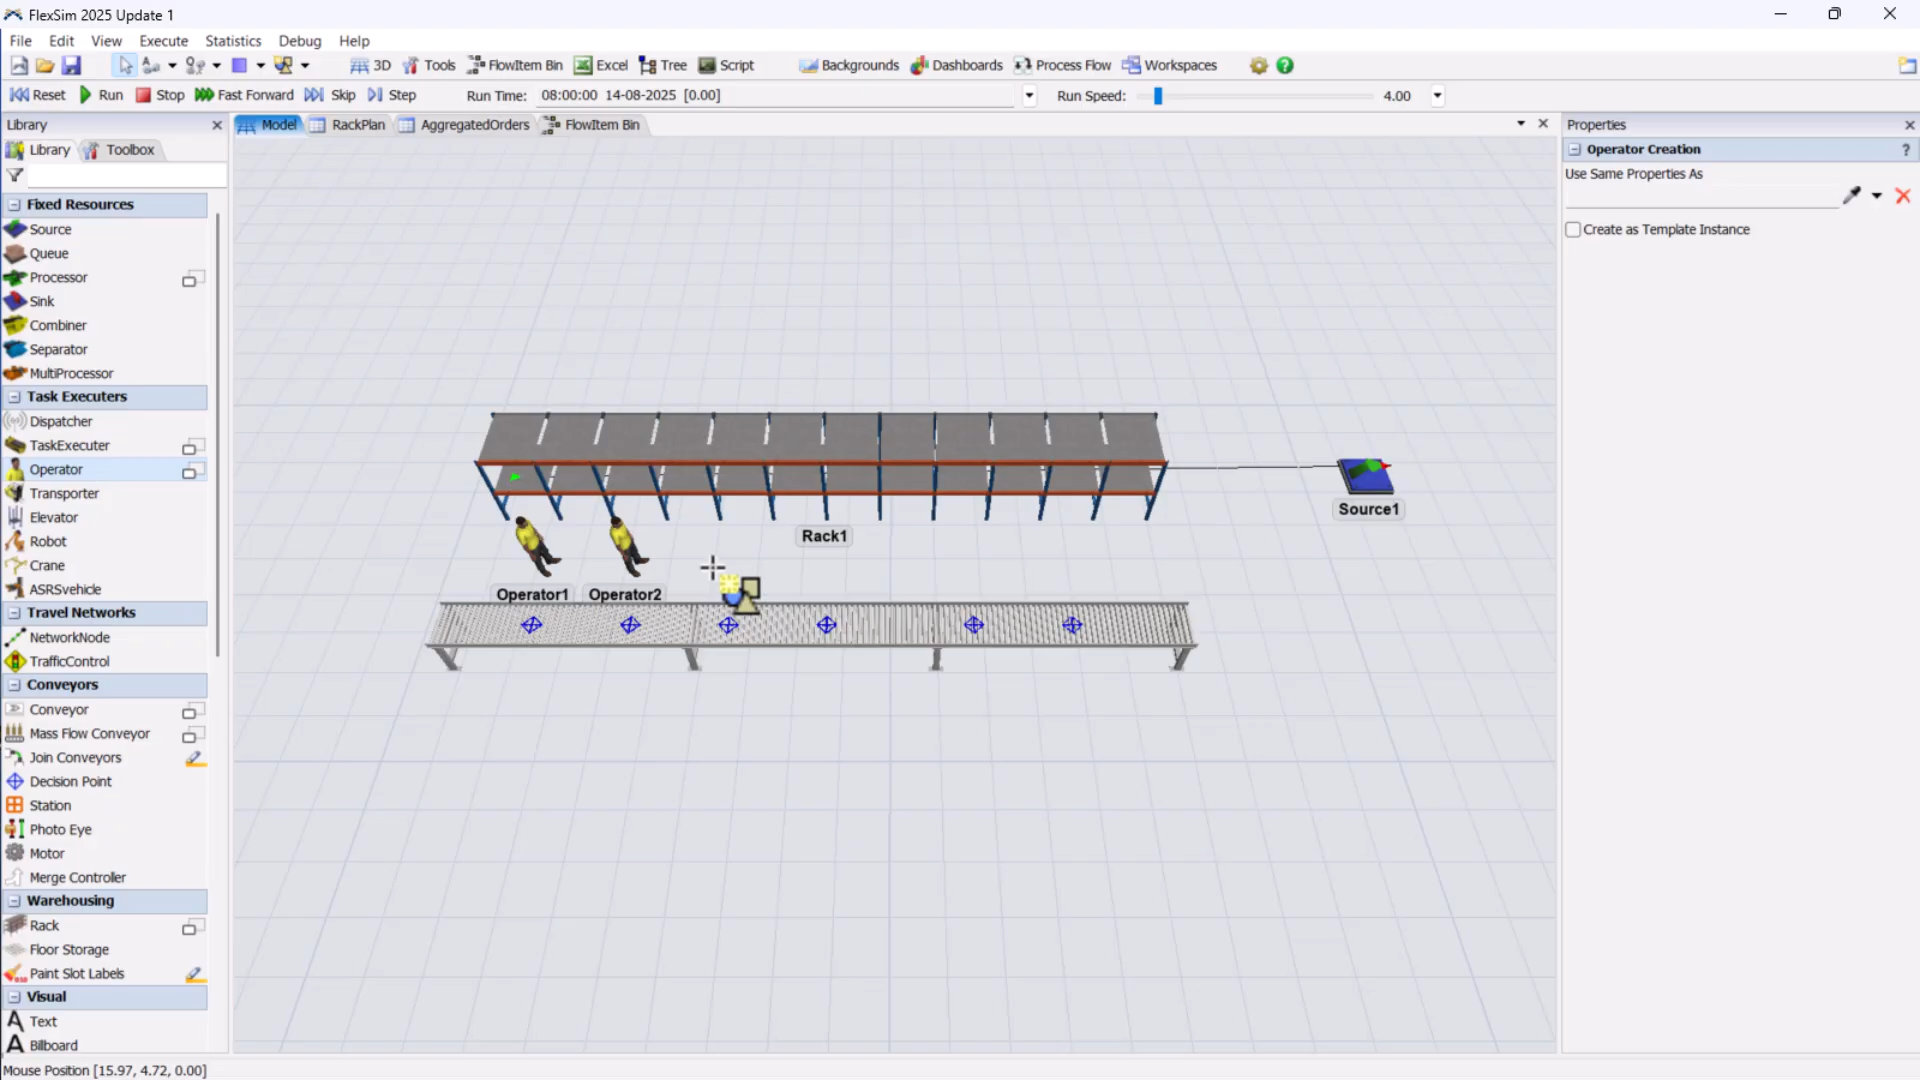 FlexSim 2025 Update 1
File Edit View Execute Statistics Debug Help
3D Tools FlowItem Bin Excel Tree Script Backgrounds Dashboards Process Flow Workspaces
Reset Run Stop Fast Forward Skip Step Run Time: 08:00:00 14-08-2025 [0.00] Run Speed: 4.00
Library
Library Toolbox
Fixed Resources
Source
Queue
Processor
Sink
Combiner
Separator
MultiProcessor
Task Executers
Dispatcher
TaskExecuter
Operator
Transporter
Elevator
Robot
Crane
ASRSvehicle
Travel Networks
NetworkNode
TrafficControl
Conveyors
Conveyor
Mass Flow Conveyor
Join Conveyors
Decision Point
Station
Photo Eye
Motor
Merge Controller
Warehousing
Rack
Floor Storage
Paint Slot Labels
Visual
Text
Billboard
Model RackPlan AggregatedOrders FlowItem Bin
Source1
Rack1
Operator1 Operator2
Properties
Operator Creation ?
Use Same Properties As
Create as Template Instance
Mouse Position [15.97, 4.72, 0.00]